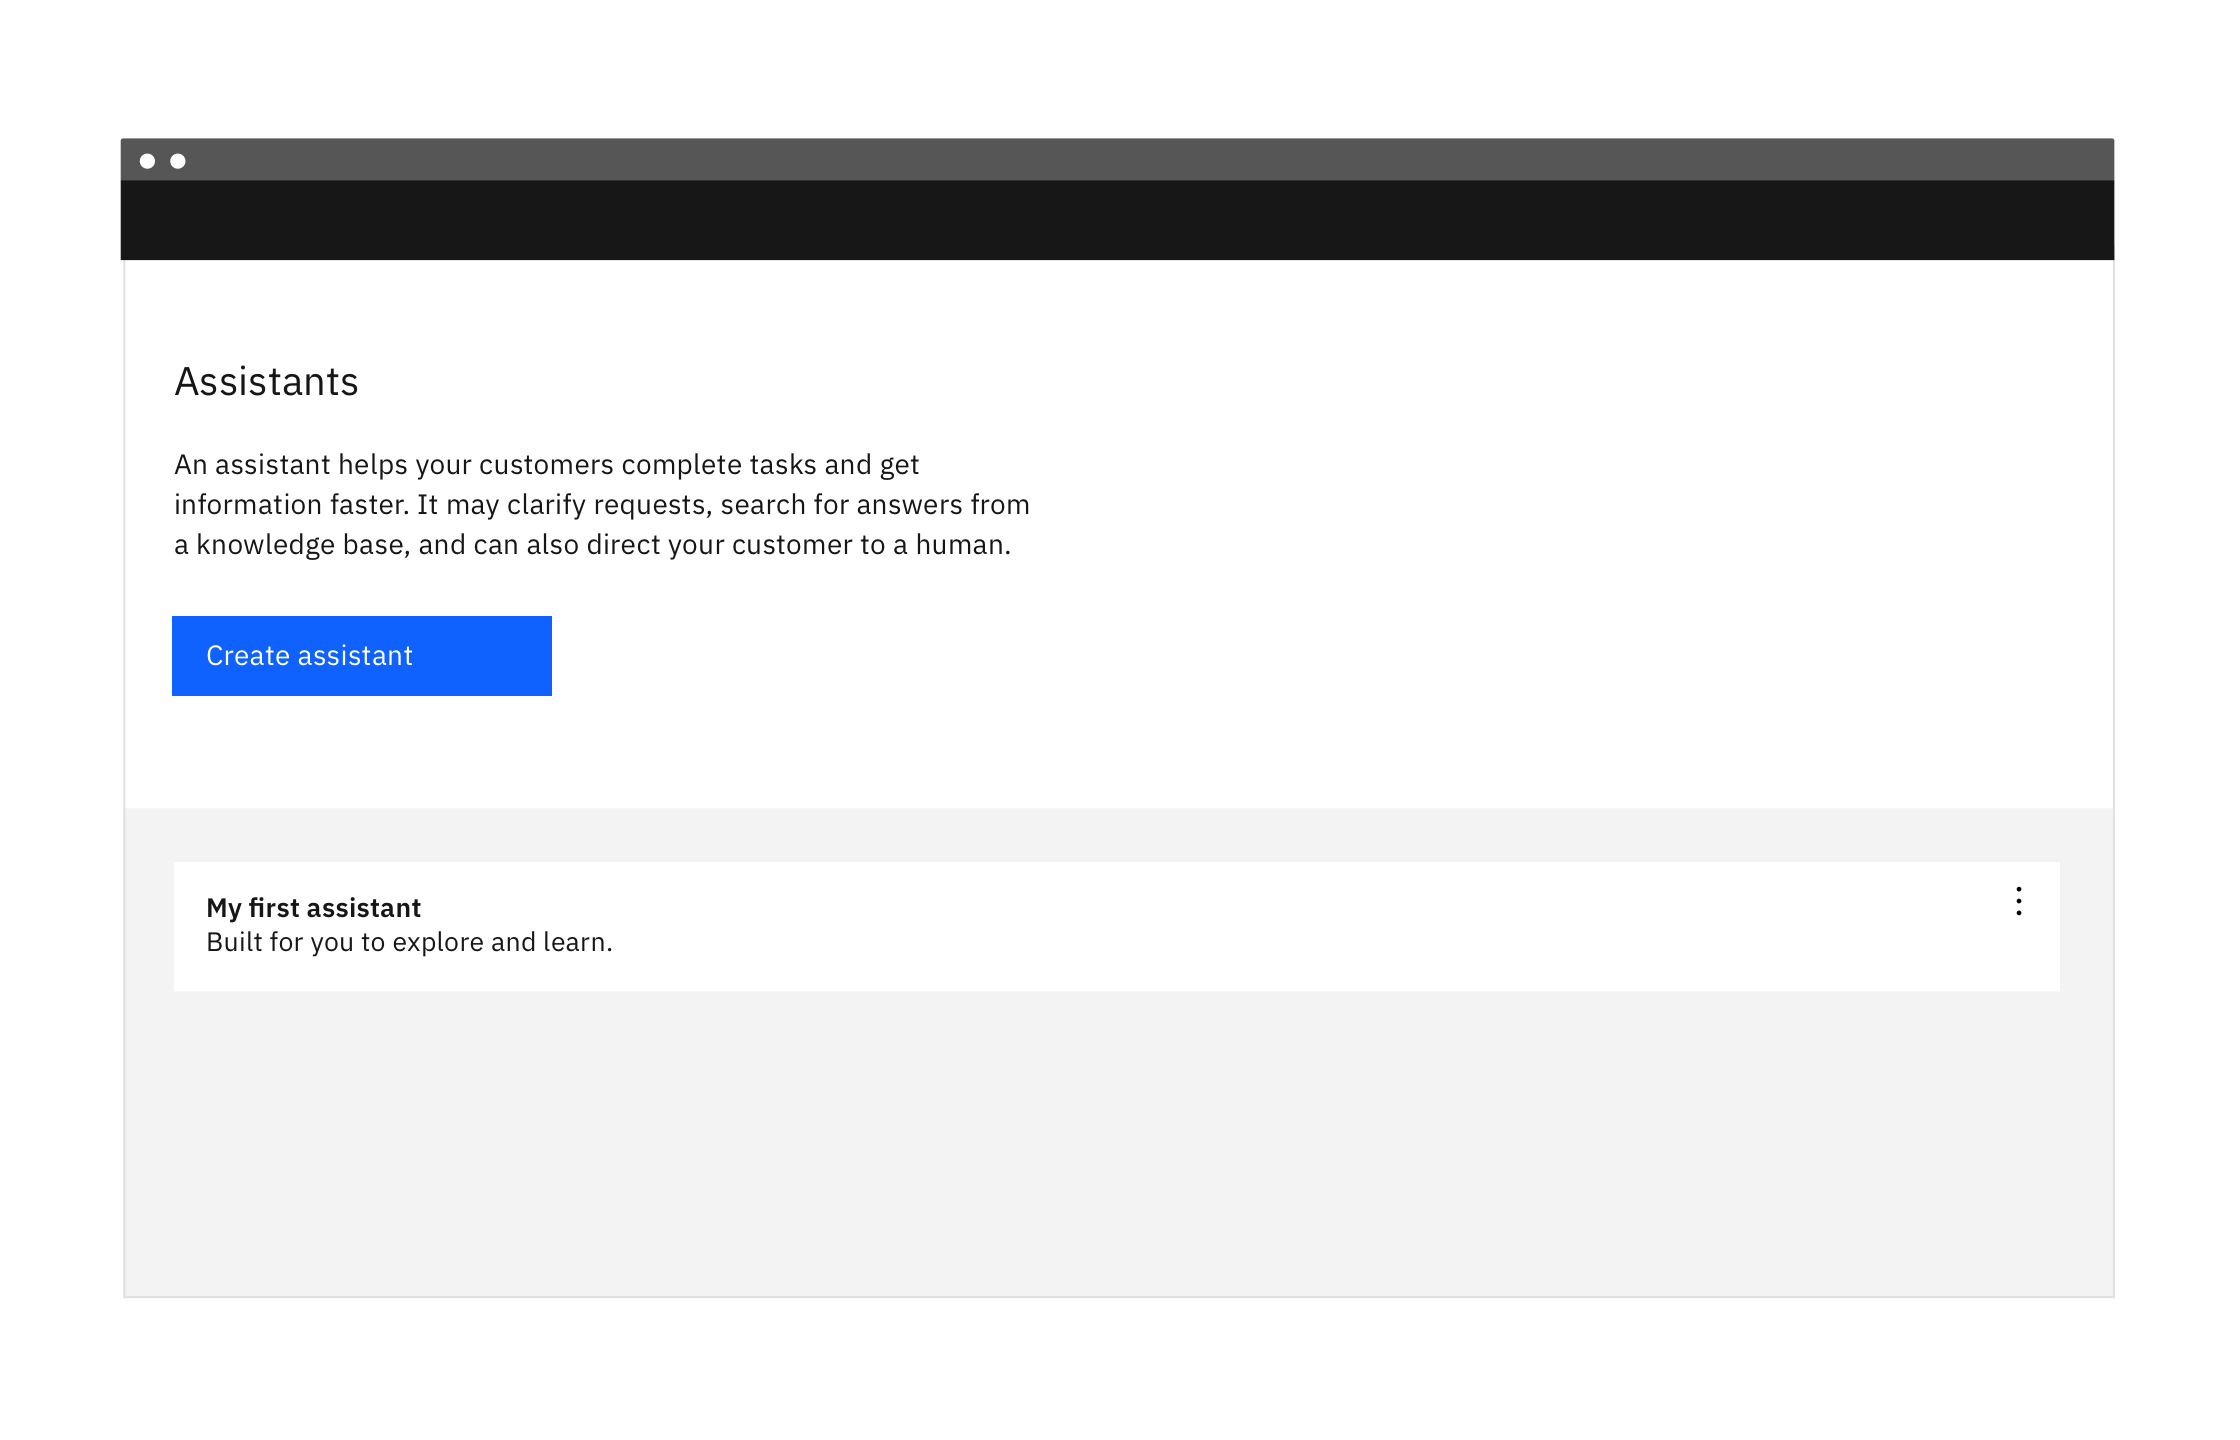 Assistants
An assistant helps your customers complete tasks and get
information faster. It may clarify requests, search for answers from
a knowledge base, and can also direct your customer to a human.
Create assistant
My first assistant
Built for you to explore and learn.